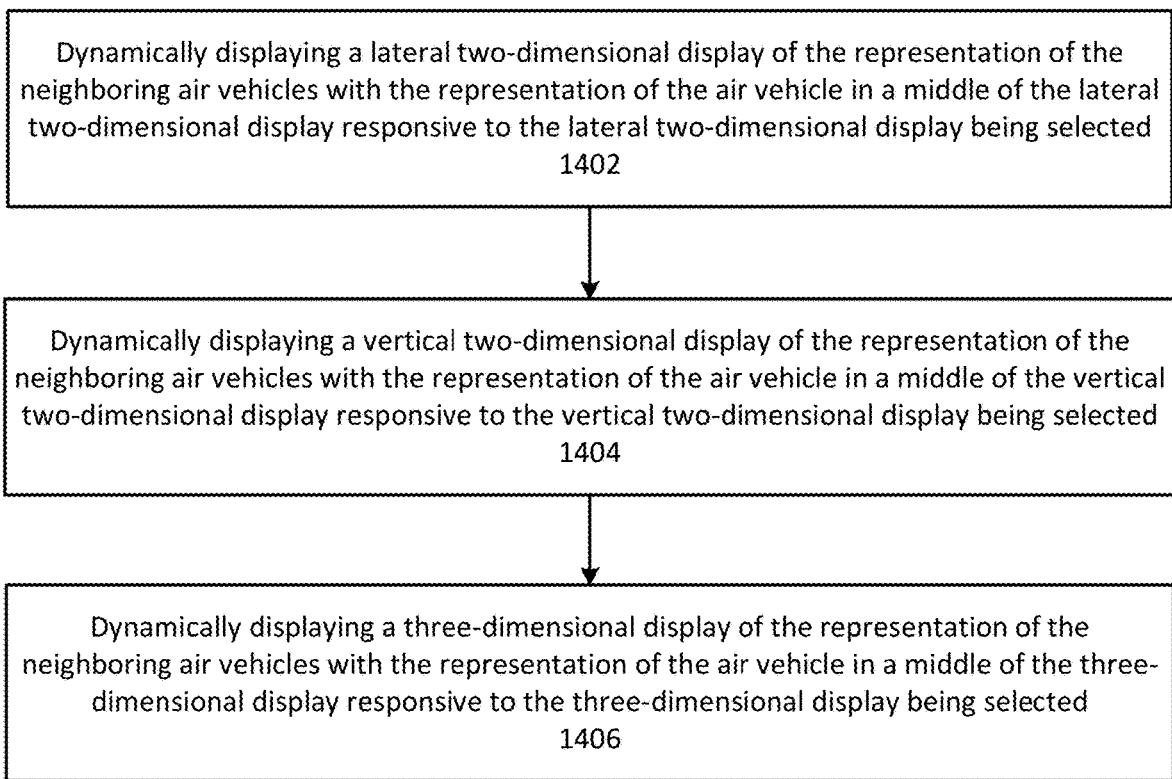 Dynamically displaying a lateral two-dimensional display of the representation of the
neighboring air vehicles with the representation of the air vehicle in a middle of the lateral
two-dimensional display responsive to the lateral two-dimensional display being selected
1402
Dynamically displaying a vertical two-dimensional display of the representation of the
neighboring air vehicles with the representation of the air vehicle in a middle of the vertical
two-dimensional display responsive to the vertical two-dimensional display being selected
1404
Dynamically displaying a three-dimensional display of the representation of the
neighboring air vehicles with the representation of the air vehicle in a middle of the three-
dimensional display responsive to the three-dimensional display being selected
1406